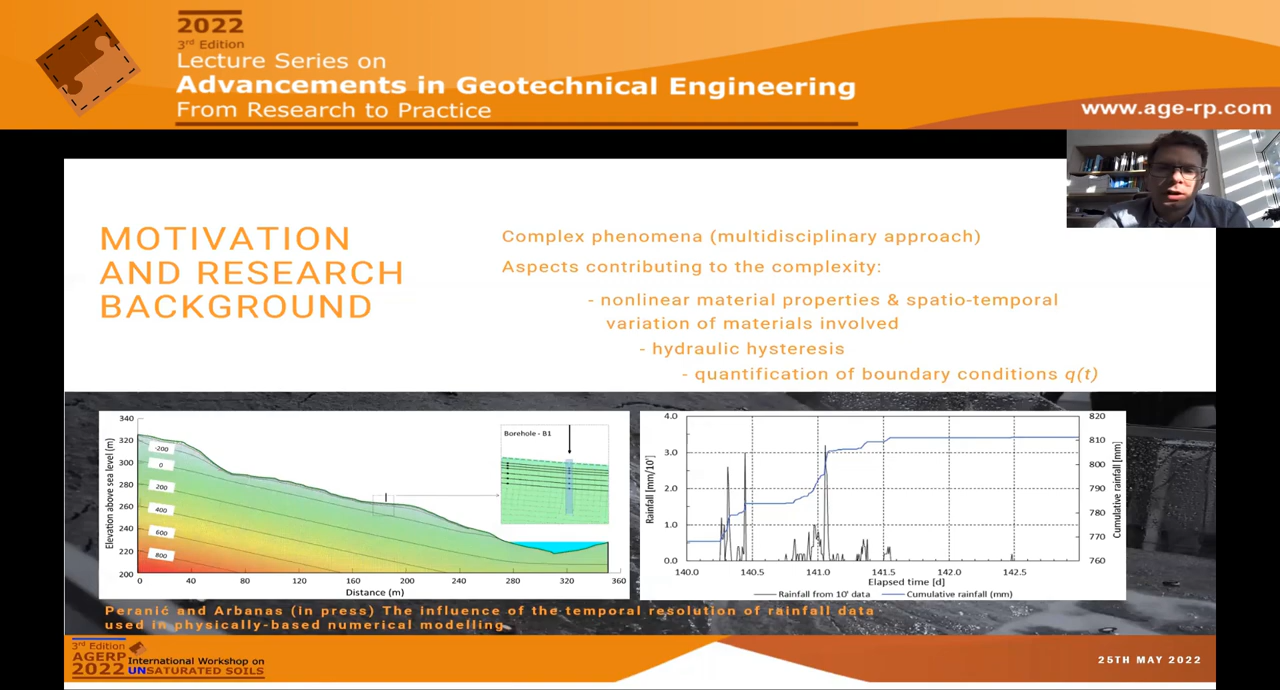 2022
3rd Edition
Lecture Series on
Advancements in Geotechnical Engineering
From Research to Practice
www.age-rp.com
MOTIVATION
AND RESEARCH
BACKGROUND
Complex phenomena (multidisciplinary approach)
Aspects contributing to the complexity:
- nonlinear material properties & spatio-temporal
variation of materials involved
- hydraulic hysteresis
- quantification of boundary conditions q(t)
Elevation above sea level (m)
340
320
300
280
260
240
220
200
-200
0
200
400
600
800
Borehole - B1
0
40
80
120
160
200
240
280
320
360
Distance (m)
Rainfall [mm/10']
4.0
3.0
2.0
1.0
0.0
820
810
800
790
780
770
760
Cumulative rainfall [mm]
140.0
140.5
141.0
141.5
142.0
142.5
Elapsed time [d]
Rainfall from 10' data
Cumulative rainfall (mm)
Peranić and Arbanas (in press) The influence of the temporal resolution of rainfall data
used in physically-based numerical modelling
3rd Edition
AGERP
2022
International Workshop on
UNSATURATED SOILS
25TH MAY 2022